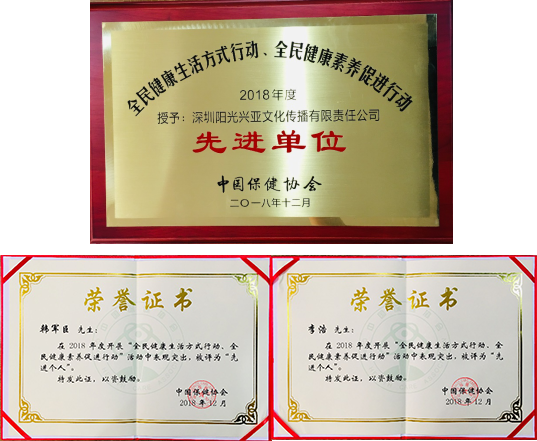 全民健康生活方式行动、全民健康素养促进行动
2018年度
授予：深圳阳光兴亚文化传播有限责任公司
先进单位
中国保健协会
二〇一八年十二月
荣誉证书
韩军臣 先生：
在 2018 年度开展“全民健康生活方式行动、全
民健康素养促进行动”活动中表现突出，被评为“先
进个人”。
特发此证，以资鼓励。
中国保健协会
2018 年 12 月
荣誉证书
李浩 先生：
在 2018 年度开展“全民健康生活方式行动、全
民健康素养促进行动”活动中表现突出，被评为“先
进个人”。
特发此证，以资鼓励。
中国保健协会
2018 年 12 月